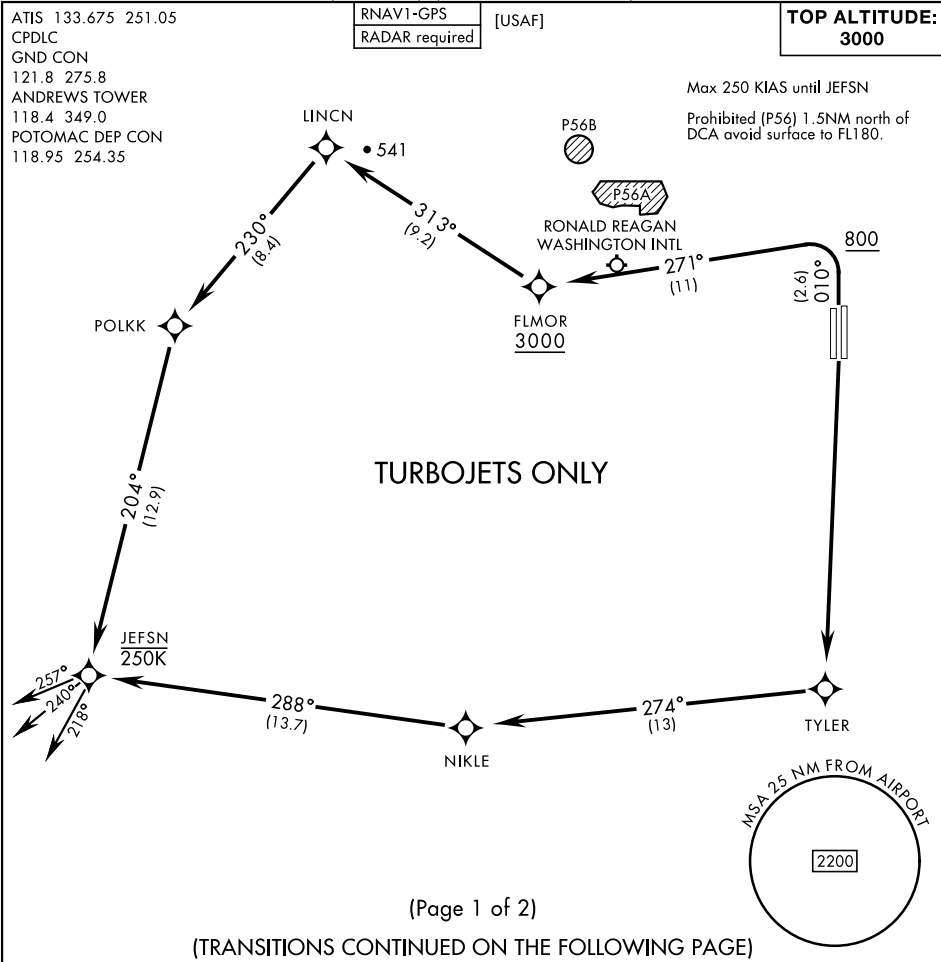 ATIS 133.675 251.05
CPDLC
GND CON
121.8 275.8
ANDREWS TOWER
118.4 349.0
POTOMAC DEP CON
118.95 254.35
RNAV1-GPS
RADAR required
[USAF]
TOP ALTITUDE:
3000
Max 250 KIAS until JEFSN
Prohibited (P56) 1.5NM north of
DCA avoid surface to FL180.
LINCN
541
P56B
P56A
313°
(9.2)
230°
(8.4)
RONALD REAGAN
WASHINGTON INTL
271°
(11)
800
010°
(2.6)
POLKK
FLMOR
3000
TURBOJETS ONLY
204°
(12.9)
JEFSN
250K
257°
240°
218°
288°
(13.7)
NIKLE
274°
(13)
TYLER
MSA 25 NM FROM AIRPORT
2200
(Page 1 of 2)
(TRANSITIONS CONTINUED ON THE FOLLOWING PAGE)